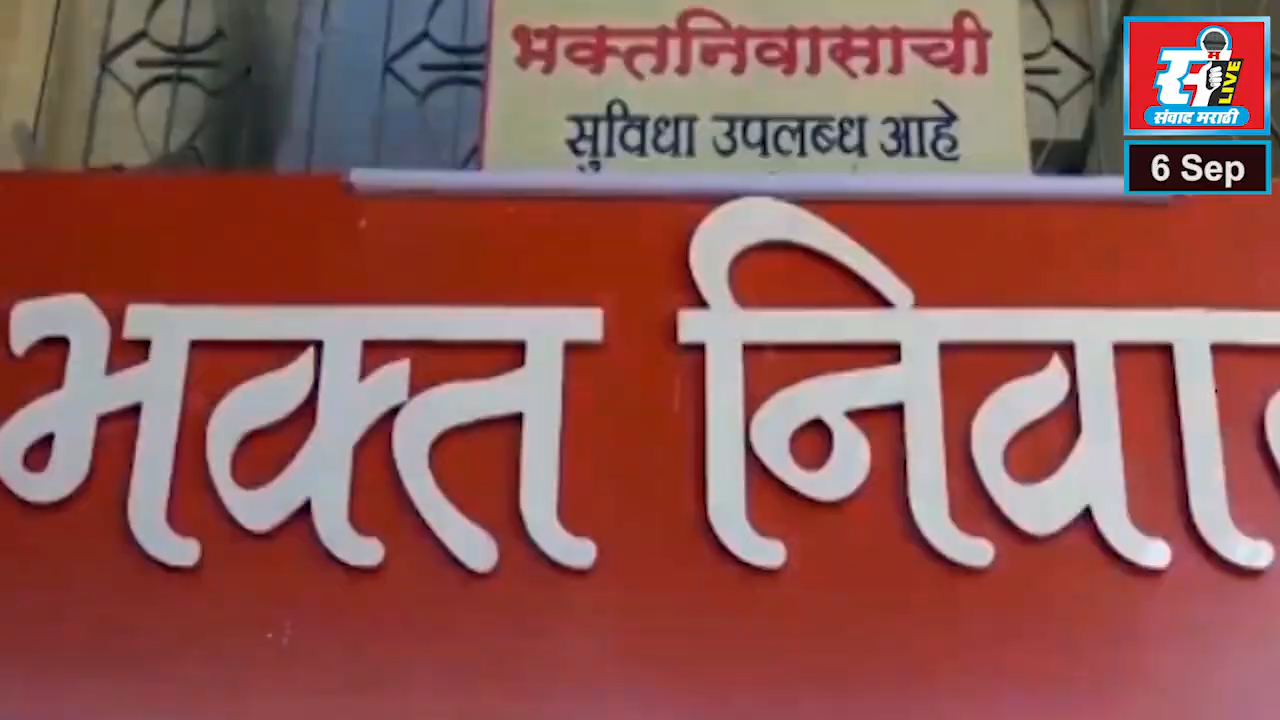 भक्तनिवासाची
सुविधा उपलब्ध आहे
स
LIVE
संवाद मराठी
6 Sep
भक्त निवा